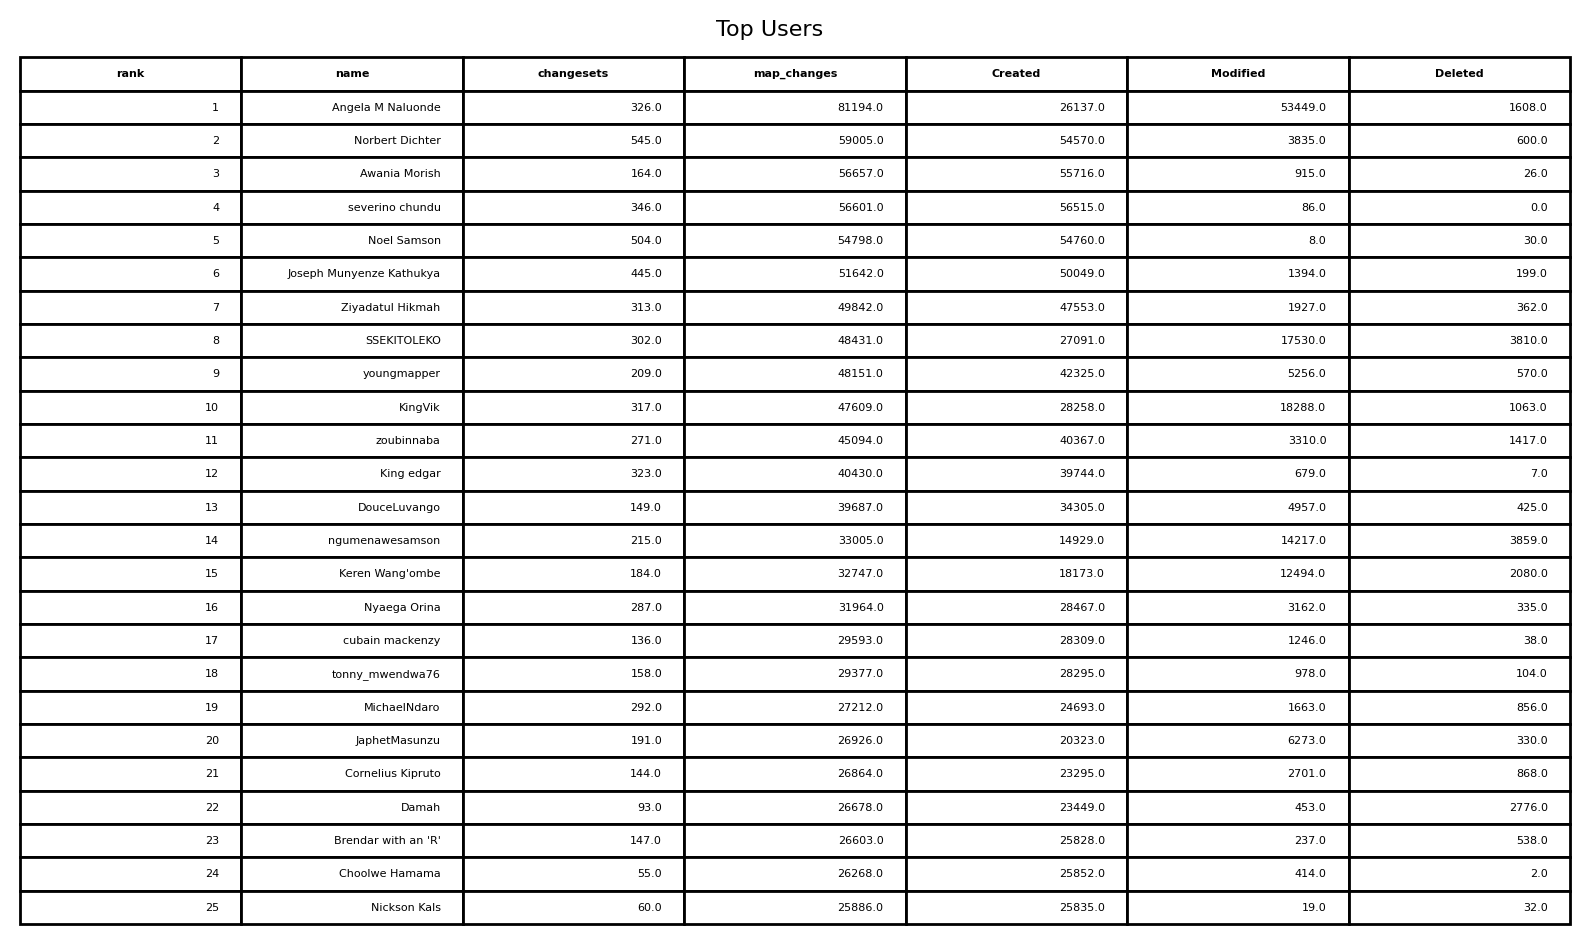 Top Users
rank name changesets map_changes Created Modified Deleted
1 Angela M Naluonde 326.0 81194.0 26137.0 53449.0 1608.0
2 Norbert Dichter 545.0 59005.0 54570.0 3835.0 600.0
3 Awania Morish 164.0 56657.0 55716.0 915.0 26.0
4 severino chundu 346.0 56601.0 56515.0 86.0 0.0
5 Noel Samson 504.0 54798.0 54760.0 8.0 30.0
6 Joseph Munyenze Kathukya 445.0 51642.0 50049.0 1394.0 199.0
7 Ziyadatul Hikmah 313.0 49842.0 47553.0 1927.0 362.0
8 SSEKITOLEKO 302.0 48431.0 27091.0 17530.0 3810.0
9 youngmapper 209.0 48151.0 42325.0 5256.0 570.0
10 KingVik 317.0 47609.0 28258.0 18288.0 1063.0
11 zoubinnaba 271.0 45094.0 40367.0 3310.0 1417.0
12 King edgar 323.0 40430.0 39744.0 679.0 7.0
13 DouceLuvango 149.0 39687.0 34305.0 4957.0 425.0
14 ngumenawesamson 215.0 33005.0 14929.0 14217.0 3859.0
15 Keren Wang'ombe 184.0 32747.0 18173.0 12494.0 2080.0
16 Nyaega Orina 287.0 31964.0 28467.0 3162.0 335.0
17 cubain mackenzy 136.0 29593.0 28309.0 1246.0 38.0
18 tonny_mwendwa76 158.0 29377.0 28295.0 978.0 104.0
19 MichaelNdaro 292.0 27212.0 24693.0 1663.0 856.0
20 JaphetMasunzu 191.0 26926.0 20323.0 6273.0 330.0
21 Cornelius Kipruto 144.0 26864.0 23295.0 2701.0 868.0
22 Damah 93.0 26678.0 23449.0 453.0 2776.0
23 Brendar with an 'R' 147.0 26603.0 25828.0 237.0 538.0
24 Choolwe Hamama 55.0 26268.0 25852.0 414.0 2.0
25 Nickson Kals 60.0 25886.0 25835.0 19.0 32.0